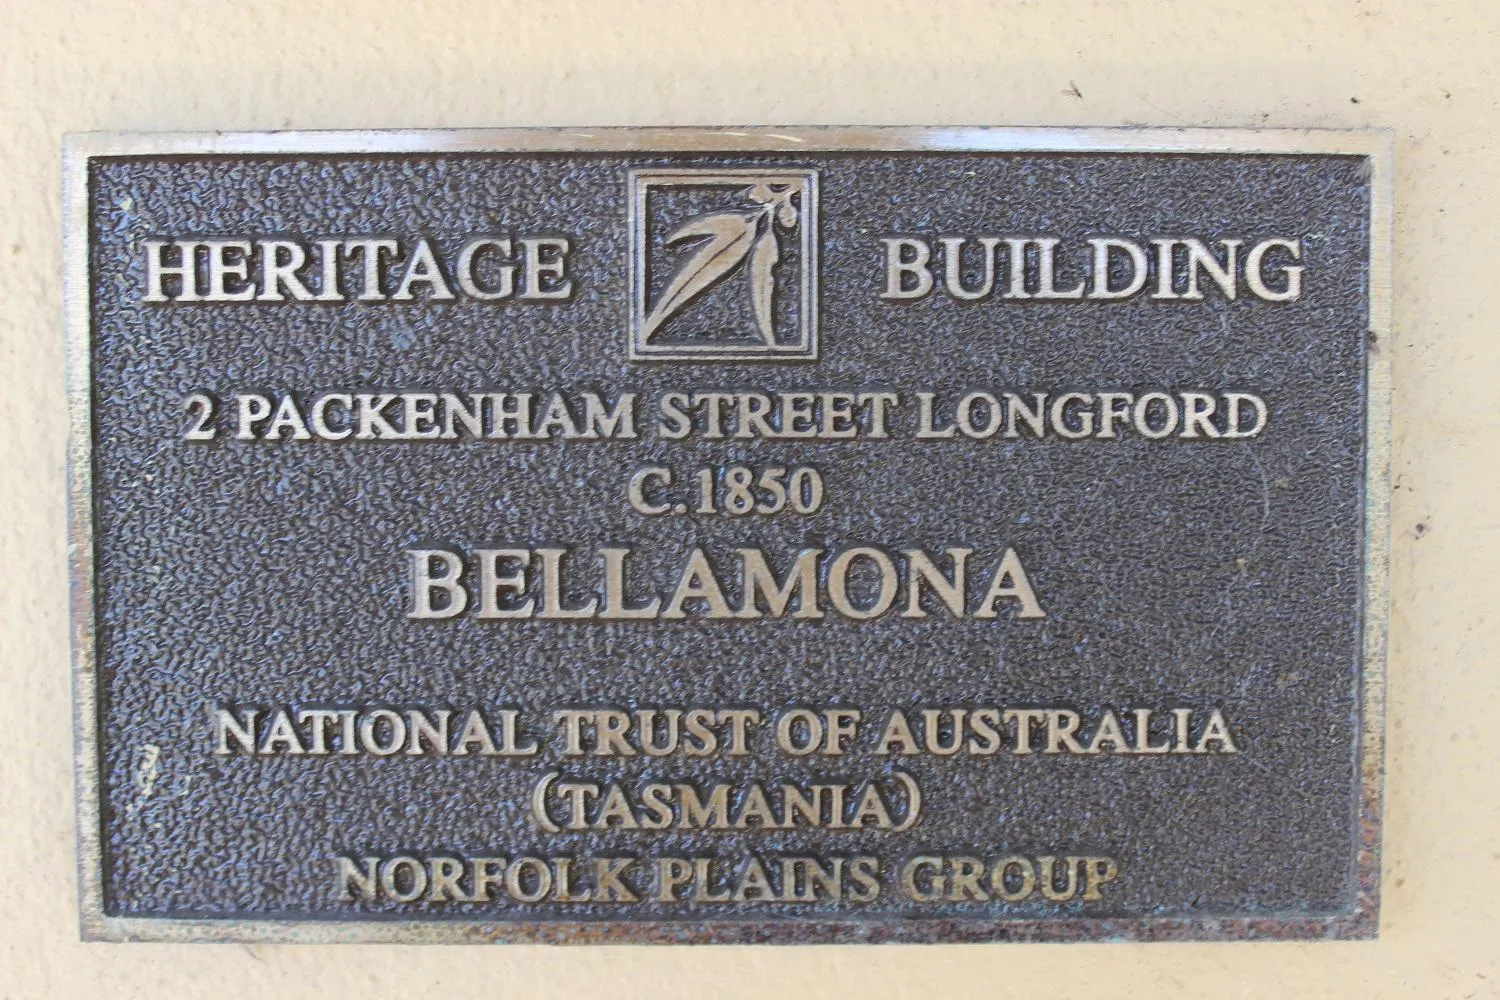 HERITAGE BUILDING
2 PACKENHAM STREET LONGFORD
C.1850
BELLAMONA
NATIONAL TRUST OF AUSTRALIA
(TASMANIA)
NORFOLK PLAINS GROUP